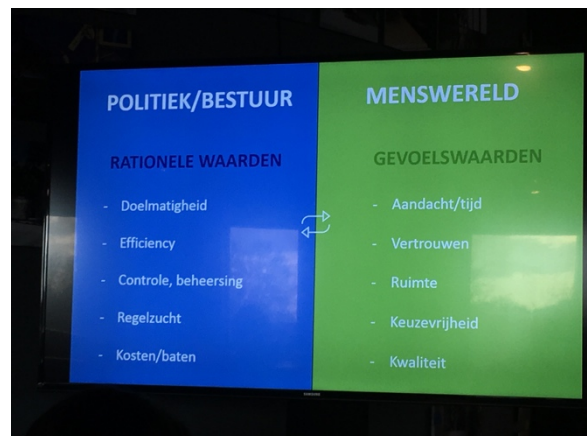 POLITIEK/BESTUUR
RATIONELE WAARDEN
- Doelmatigheid
- Efficiency
- Controle, beheersing
- Regelzucht
- Kosten/baten
MENSWERELD
GEVOELSWAARDEN
- Aandacht/tijd
- Vertrouwen
- Ruimte
- Keuzevrijheid
- Kwaliteit
SAMSUNG